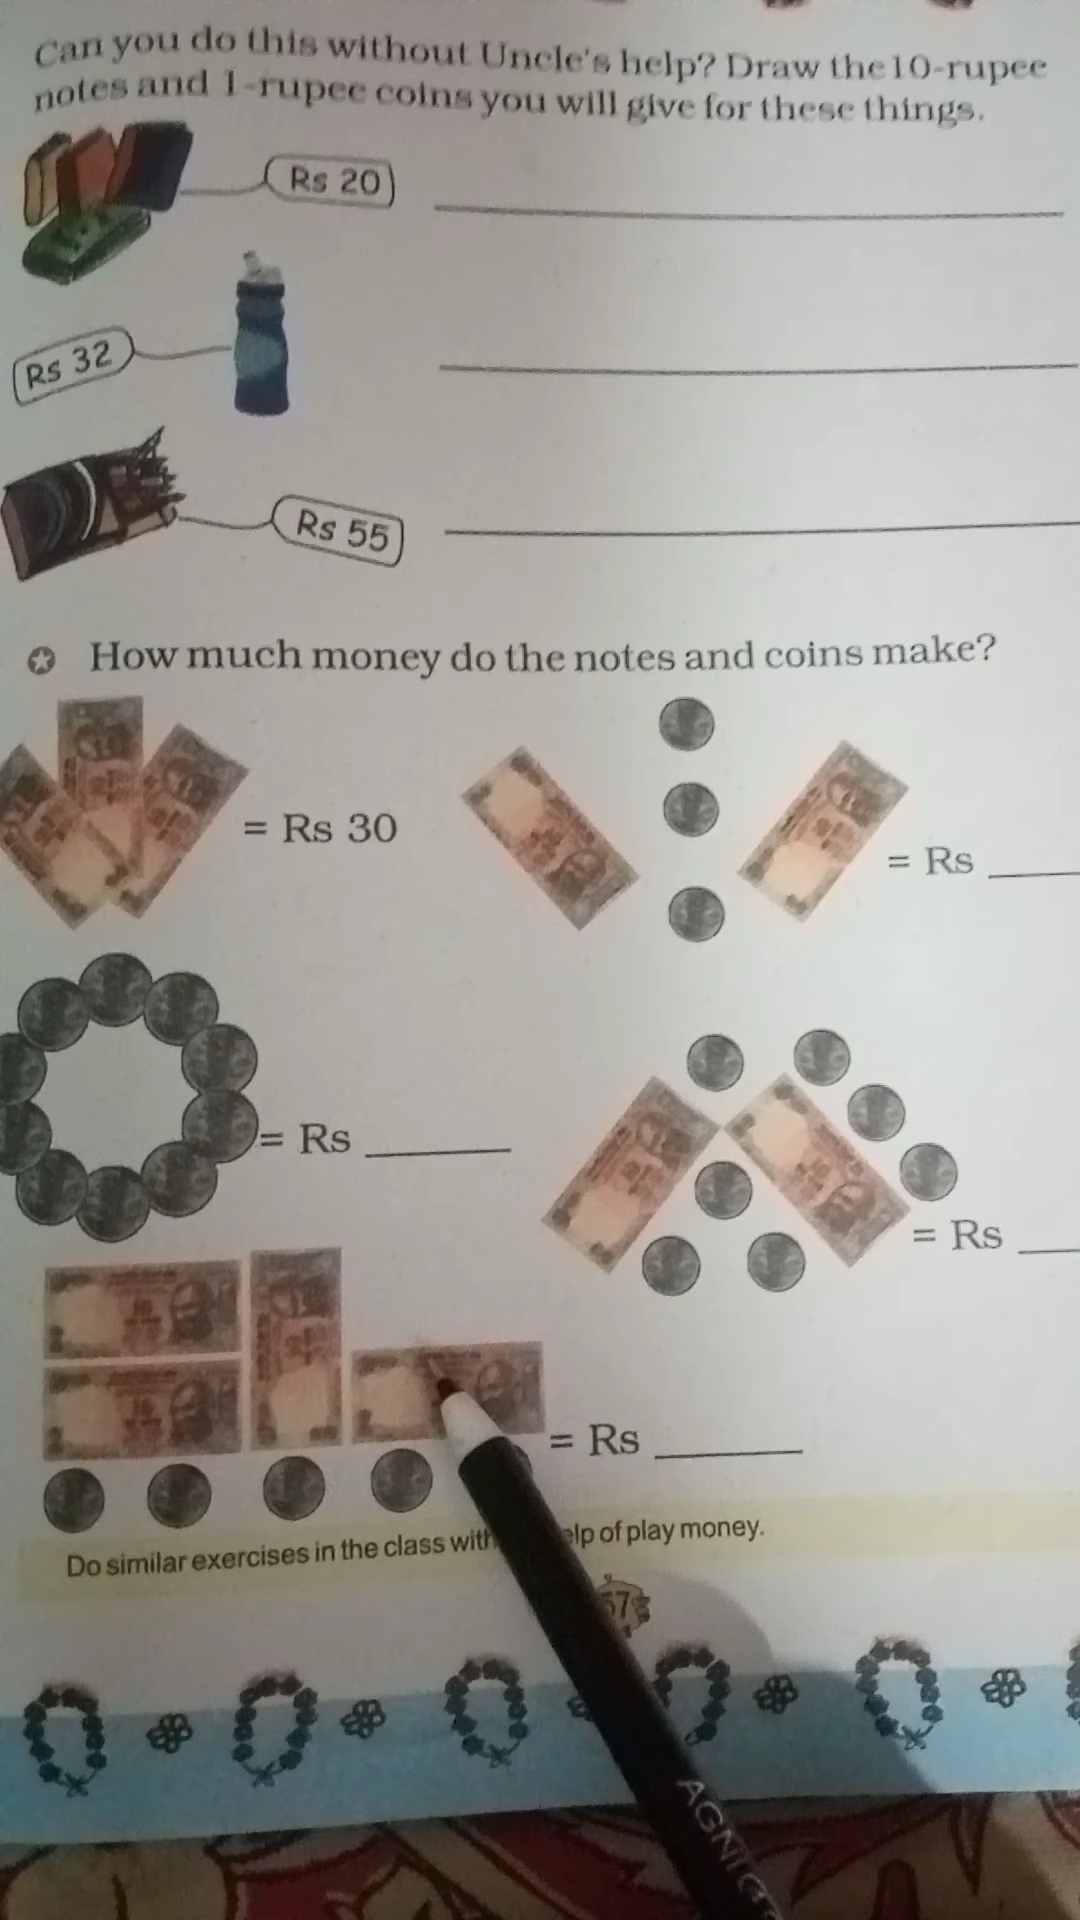 Can you do this without Uncle's help? Draw the 10-rupee
notes and 1-rupee coins you will give for these things.
Rs 20
Rs 32
Rs 55
How much money do the notes and coins make?
= Rs 30
= Rs
= Rs
= Rs
= Rs
Do similar exercises in the class with elp of play money.
57